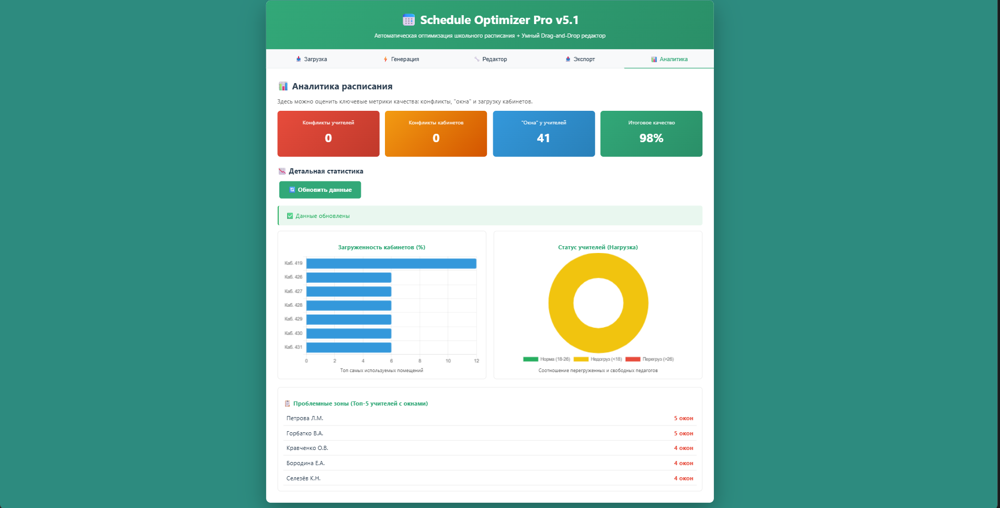 Schedule Optimizer Pro v5.1
Автоматическая оптимизация школьного расписания + Умный Drag-and-Drop редактор
Загрузка
Генерация
Редактор
Экспорт
Аналитика
Аналитика расписания
Здесь можно оценить ключевые метрики качества: конфликты, "окна" и загрузку кабинетов.
Конфликты учителей
0
Конфликты кабинетов
0
"Окна" у учителей
41
Итоговое качество
98%
Детальная статистика
Обновить данные
Данные обновлены
Загруженность кабинетов (%)
Каб. 419
Каб. 426
Каб. 427
Каб. 428
Каб. 429
Каб. 430
Каб. 431
0 2 4 6 8 10 12
Топ самых используемых помещений
Статус учителей (Нагрузка)
Норма (18-26) Недогруз (<18) Перегруз (>26)
Соотношение перегруженных и свободных педагогов
Проблемные зоны (Топ-5 учителей с окнами)
Петрова Л.М. 5 окон
Горбатко В.А. 5 окон
Кравченко О.В. 4 окон
Бородина Е.А. 4 окон
Селезёв К.Н. 4 окон